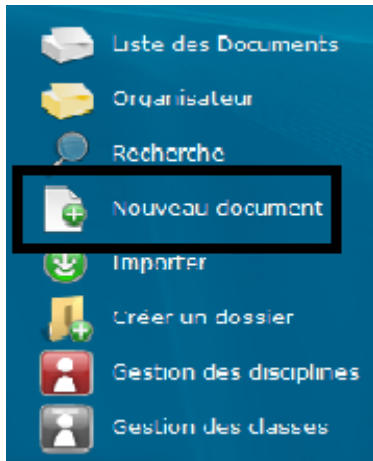 Liste des Documents
Organisateur
Recherche
Nouveau document
Importer
Créer un dossier
Gestion des disciplines
Gestion des classes